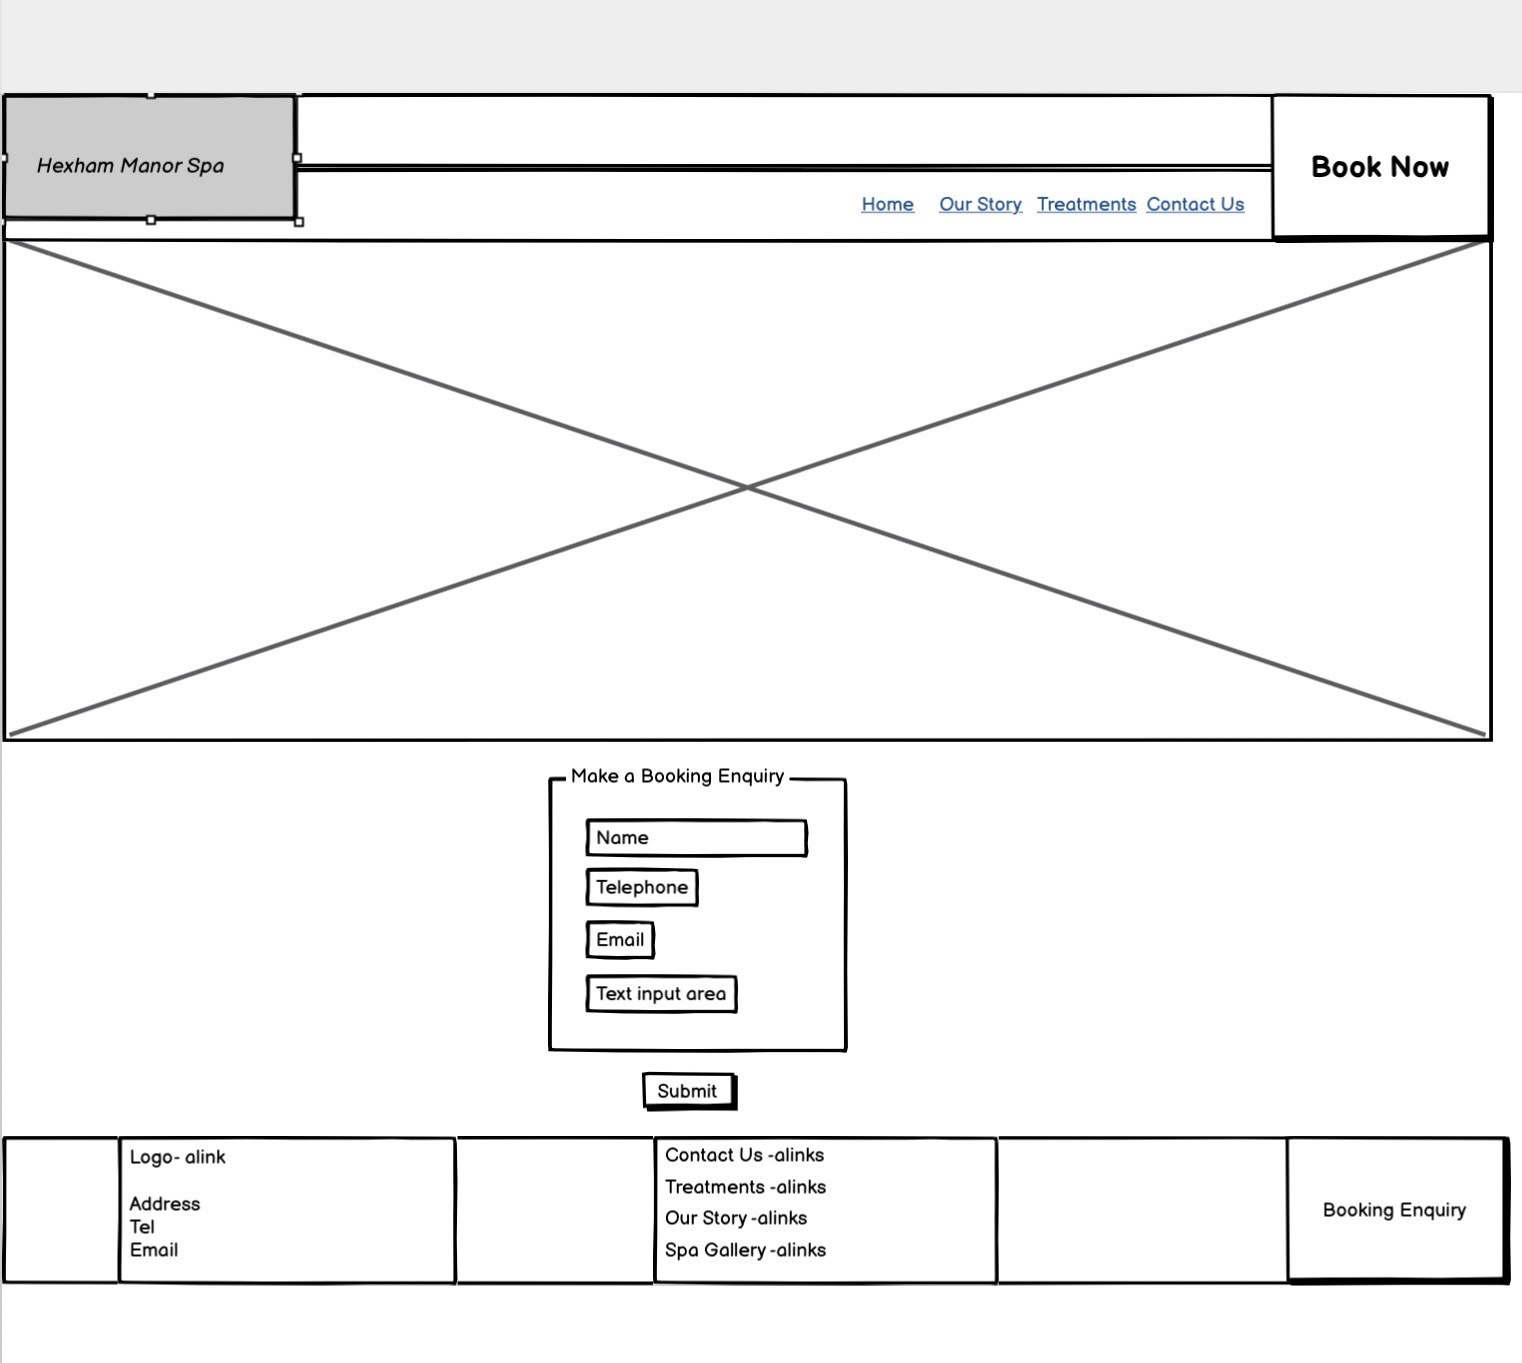 Hexham Manor Spa
Book Now
Home Our Story Treatments Contact Us
Make a Booking Enquiry
Name
Telephone
Email
Text input area
Submit
Logo- alink
Address
Tel
Email
Contact Us -alinks
Treatments -alinks
Our Story -alinks
Spa Gallery -alinks
Booking Enquiry